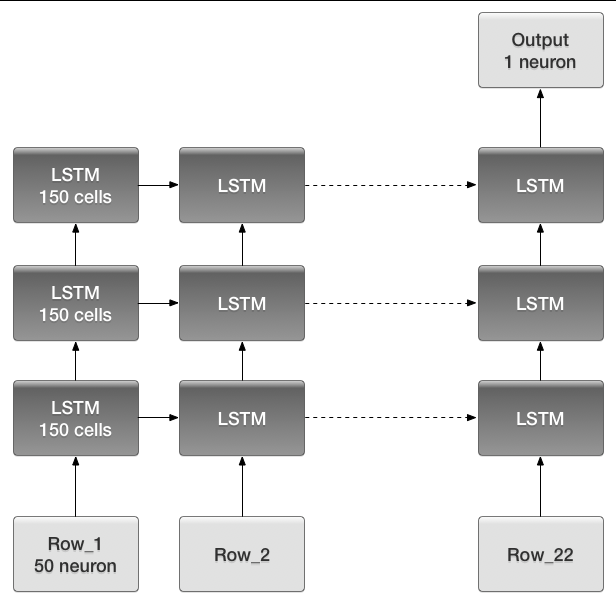 Output
1 neuron
LSTM
150 cells
LSTM
LSTM
LSTM
150 cells
LSTM
LSTM
LSTM
150 cells
LSTM
LSTM
Row_1
50 neuron
Row_2
Row_22